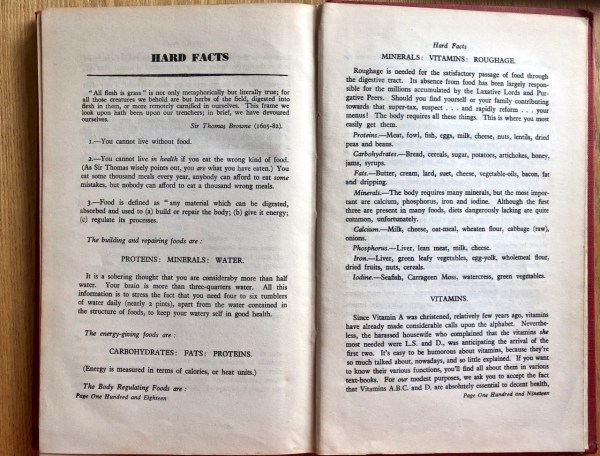 HARD FACTS
"All flesh is grass" is not only metaphorically but literally true; for
all those creatures we behold are but herbs of the field, digested into
flesh in them, or more remotely carnified in ourselves. This frame we
look upon hath been upon our trenchers; in brief, we have devoured
ourselves.
Sir Thomas Browne (1605-82).
1.—You cannot live without food.
2.—You cannot live in health if you eat the wrong kind of food.
(As Sir Thomas wisely points out, you are what you have eaten.) You
eat some thousand meals every year, anybody can afford to eat some
mistakes, but nobody can afford to eat a thousand wrong meals.
3.—Food is defined as "any material which can be digested,
absorbed and used to (a) build or repair the body; (b) give it energy;
(c) regulate its processes.
The building and repairing foods are :
PROTEINS: MINERALS: WATER.
It is a sobering thought that you are considerably more than half
water. Your brain is more than three-quarters water. All this
information is to stress the fact that you need four to six tumblers
of water daily (nearly 2 pints), apart from the water contained in
the structure of foods, to keep your watery self in good health.
The energy-giving foods are :
CARBOHYDRATES: FATS: PROTEINS.
(Energy is measured in terms of calories, or heat units.)
The Body Regulating Foods are :
Page One Hundred and Eighteen
Hard Facts
MINERALS: VITAMINS: ROUGHAGE.
Roughage is needed for the satisfactory passage of food through
the digestive tract. Its absence from food has been largely respon-
sible for the millions accumulated by the Laxative Lords and Pur-
gative Peers. Should you find yourself or your family contributing
towards that super-tax, suspect . . . and rapidly reform . . . your
menus! The body requires all these things. This is where you most
easily get them.
Proteins.—Meat, fowl, fish, eggs, milk, cheese, nuts, lentils, dried
peas and beans.
Carbohydrates.—Bread, cereals, sugar, potatoes, artichokes, honey,
jams, syrups.
Fats.—Butter, cream, lard, suet, cheese, vegetable-oils, bacon, fat
and dripping.
Minerals.—The body requires many minerals, but the most import-
ant are calcium, phosphorus, iron and iodine. Although the first
three are present in many foods, diets dangerously lacking are quite
common, unfortunately.
Calcium.—Milk, cheese, oat-meal, wheaten flour, cabbage (raw),
onions.
Phosphorus.—Liver, lean meat, milk, cheese.
Iron.—Liver, green leafy vegetables, egg-yolk, wholemeal flour,
dried fruits, nuts, cereals.
Iodine.—Seafish, Carrageen Moss, watercress, green vegetables.
VITAMINS.
Since Vitamin A was christened, relatively few years ago, vitamins
have already made considerable calls upon the alphabet. Neverthe-
less, the harassed housewife who complained that the vitamins she
most needed were L.S. and D., was anticipating the arrival of the
first two. It's easy to be humorous about vitamins, because they're
so much talked about, nowadays, and so little explained. If you want
to know their various functions, you'll find all about them in various
text-books. For our modest purposes, we ask you to accept the fact
that Vitamins A.B.C. and D. are absolutely essential to decent health,
Page One Hundred and Nineteen